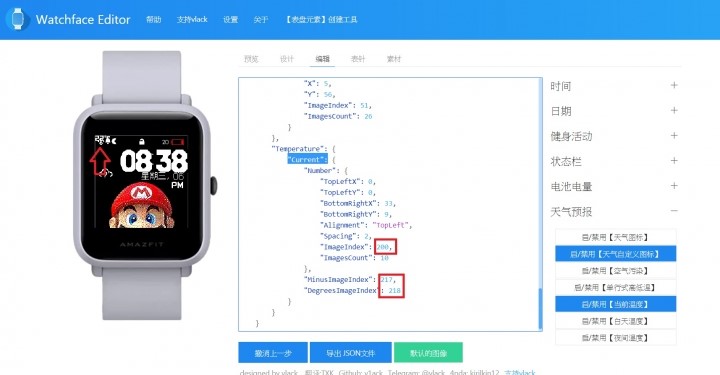 Watchface Editor 帮助 支持vlack 设置 关于 【表盘元素】创建工具
预览 设计 编辑 表针 素材
"X": 5,
"Y": 56,
"ImageIndex": 51,
"ImagesCount": 26
}
},
"Temperature": {
"Current": {
"Number": {
"TopLeftX": 0,
"TopLeftY": 0,
"BottomRightX": 33,
"BottomRightY": 9,
"Alignment": "TopLeft",
"Spacing": 2,
"ImageIndex": 200,
"ImagesCount": 10
},
"MinusImageIndex": 217,
"DegreesImageIndex": 218
}
}
}
20
08 38
星期三,
06
PM
AMAZFIT
时间 +
日期 +
健身活动 +
状态栏 +
电池电量 +
天气预报 −
启/禁用【天气图标】
启/禁用【天气自定义图标】
启/禁用【空气污染】
启/禁用【单行式高低温】
启/禁用【当前温度】
启/禁用【白天温度】
启/禁用【夜间温度】
撤消上一步 导出 JSON文件 默认的图像
designed by vlack 翻译:TXK Github: v1ack Telegram: @vlack 4pda: kirilkin12 支持vlack